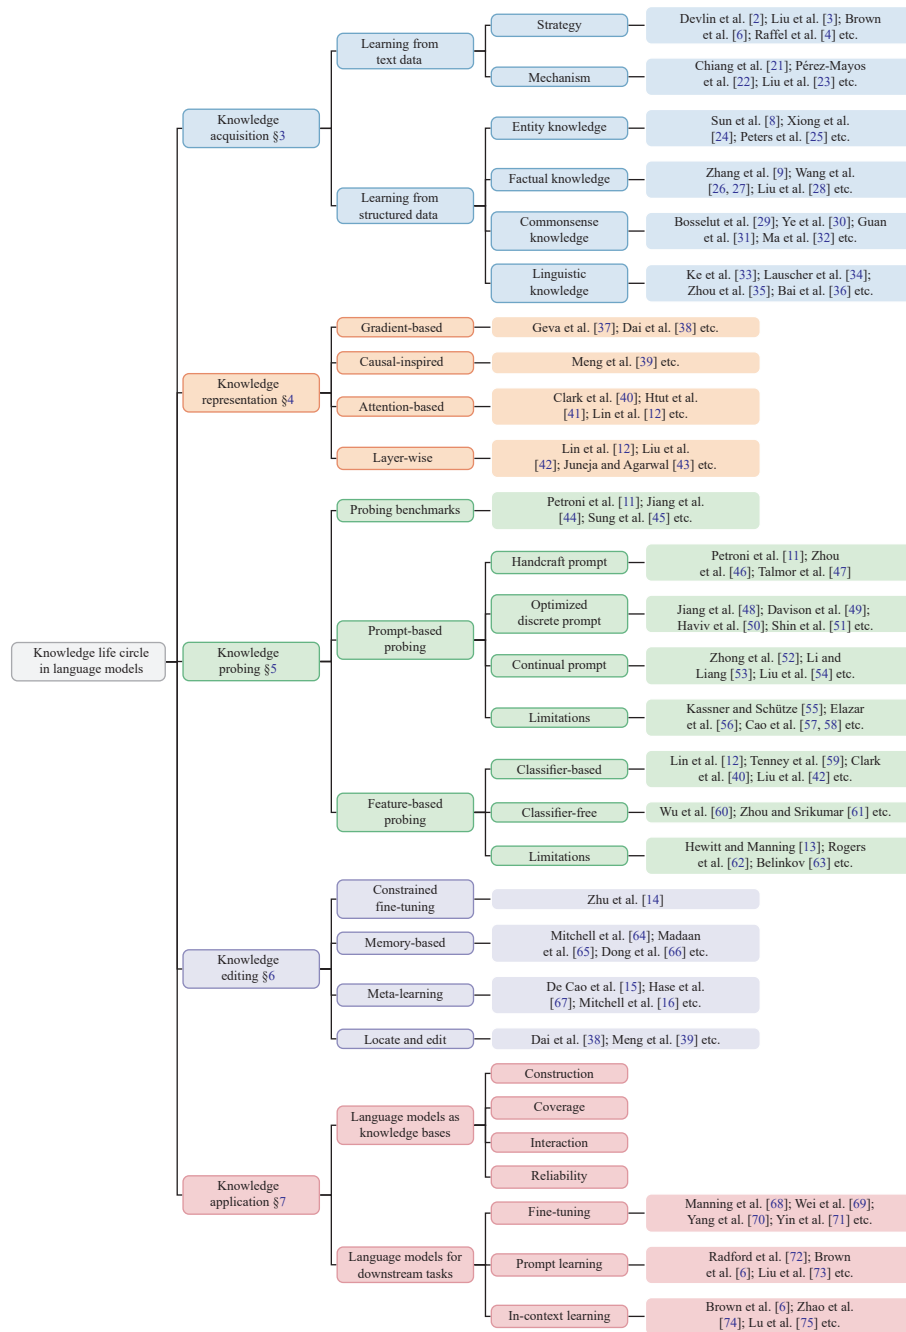 Knowledge life circle
in language models
Knowledge
acquisition §3
Learning from
text data
Strategy
Devlin et al. [2]; Liu et al. [3]; Brown
et al. [6]; Raffel et al. [4] etc.
Mechanism
Chiang et al. [21]; Pérez-Mayos
et al. [22]; Liu et al. [23] etc.
Learning from
structured data
Entity knowledge
Sun et al. [8]; Xiong et al.
[24]; Peters et al. [25] etc.
Factual knowledge
Zhang et al. [9]; Wang et al.
[26, 27]; Liu et al. [28] etc.
Commonsense
knowledge
Bosselut et al. [29]; Ye et al. [30]; Guan
et al. [31]; Ma et al. [32] etc.
Linguistic
knowledge
Ke et al. [33]; Lauscher et al. [34];
Zhou et al. [35]; Bai et al. [36] etc.
Knowledge
representation §4
Gradient-based
Geva et al. [37]; Dai et al. [38] etc.
Causal-inspired
Meng et al. [39] etc.
Attention-based
Clark et al. [40]; Htut et al.
[41]; Lin et al. [12] etc.
Layer-wise
Lin et al. [12]; Liu et al.
[42]; Juneja and Agarwal [43] etc.
Knowledge
probing §5
Probing benchmarks
Petroni et al. [11]; Jiang et al.
[44]; Sung et al. [45] etc.
Prompt-based
probing
Handcraft prompt
Petroni et al. [11]; Zhou
et al. [46]; Talmor et al. [47]
Optimized
discrete prompt
Jiang et al. [48]; Davison et al. [49];
Haviv et al. [50]; Shin et al. [51] etc.
Continual prompt
Zhong et al. [52]; Li and
Liang [53]; Liu et al. [54] etc.
Limitations
Kassner and Schütze [55]; Elazar
et al. [56]; Cao et al. [57, 58] etc.
Feature-based
probing
Classifier-based
Lin et al. [12]; Tenney et al. [59]; Clark
et al. [40]; Liu et al. [42] etc.
Classifier-free
Wu et al. [60]; Zhou and Srikumar [61] etc.
Limitations
Hewitt and Manning [13]; Rogers
et al. [62]; Belinkov [63] etc.
Knowledge
editing §6
Constrained
fine-tuning
Zhu et al. [14]
Memory-based
Mitchell et al. [64]; Madaan
et al. [65]; Dong et al. [66] etc.
Meta-learning
De Cao et al. [15]; Hase et al.
[67]; Mitchell et al. [16] etc.
Locate and edit
Dai et al. [38]; Meng et al. [39] etc.
Knowledge
application §7
Language models as
knowledge bases
Construction
Coverage
Interaction
Reliability
Language models for
downstream tasks
Fine-tuning
Manning et al. [68]; Wei et al. [69];
Yang et al. [70]; Yin et al. [71] etc.
Prompt learning
Radford et al. [72]; Brown
et al. [6]; Liu et al. [73] etc.
In-context learning
Brown et al. [6]; Zhao et al.
[74]; Lu et al. [75] etc.